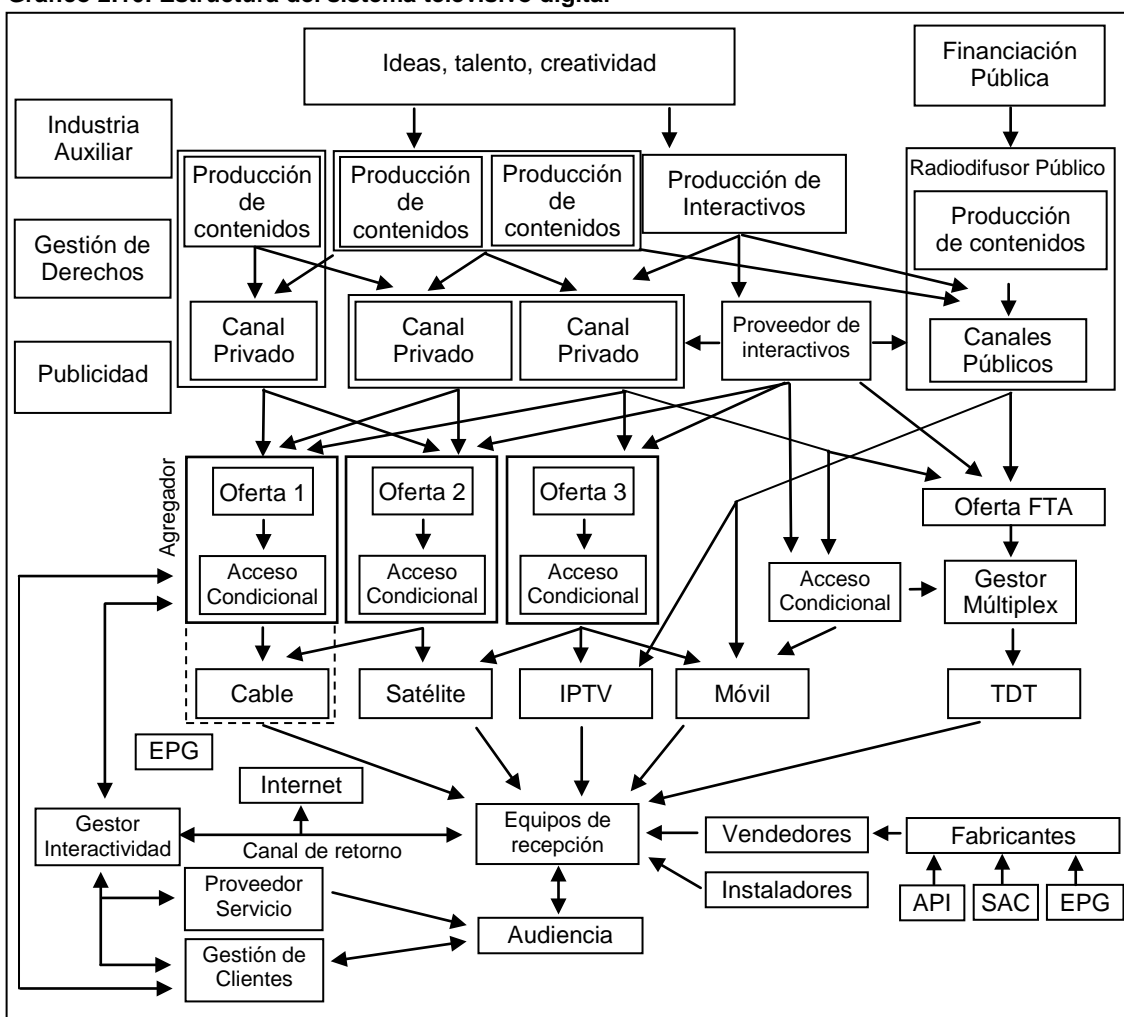 Gráfico 2.10: Estructura del sistema televisivo digital
Ideas, talento, creatividad
Financiación
Pública
Industria
Auxiliar
Gestión de
Derechos
Publicidad
Producción
de
contenidos
Producción
de
contenidos
Producción
de
contenidos
Producción de
Interactivos
Radiodifusor Público
Producción
de contenidos
Canal
Privado
Canal
Privado
Canal
Privado
Proveedor de
interactivos
Canales
Públicos
Agregador
Oferta 1
Oferta 2
Oferta 3
Oferta FTA
Acceso
Condicional
Acceso
Condicional
Acceso
Condicional
Acceso
Condicional
Gestor
Múltiplex
Cable
Satélite
IPTV
Móvil
TDT
EPG
Internet
Gestor
Interactividad
Canal de retorno
Equipos de
recepción
Vendedores
Fabricantes
Instaladores
API
SAC
EPG
Proveedor
Servicio
Audiencia
Gestión de
Clientes